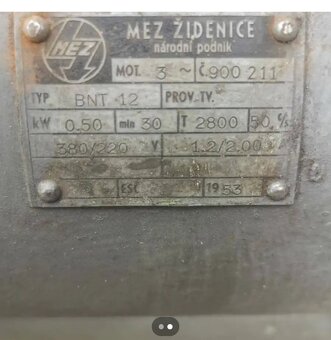 MEZ
MEZ ŽIDENICE
národní podnik
MOT. 3 ~ Č. 900 211
TYP BNT 12 PROV. TV.
kW 0.50 min 30 T 2800 50 c/s
380/220 V 1.2/2.00
ESČ 1953